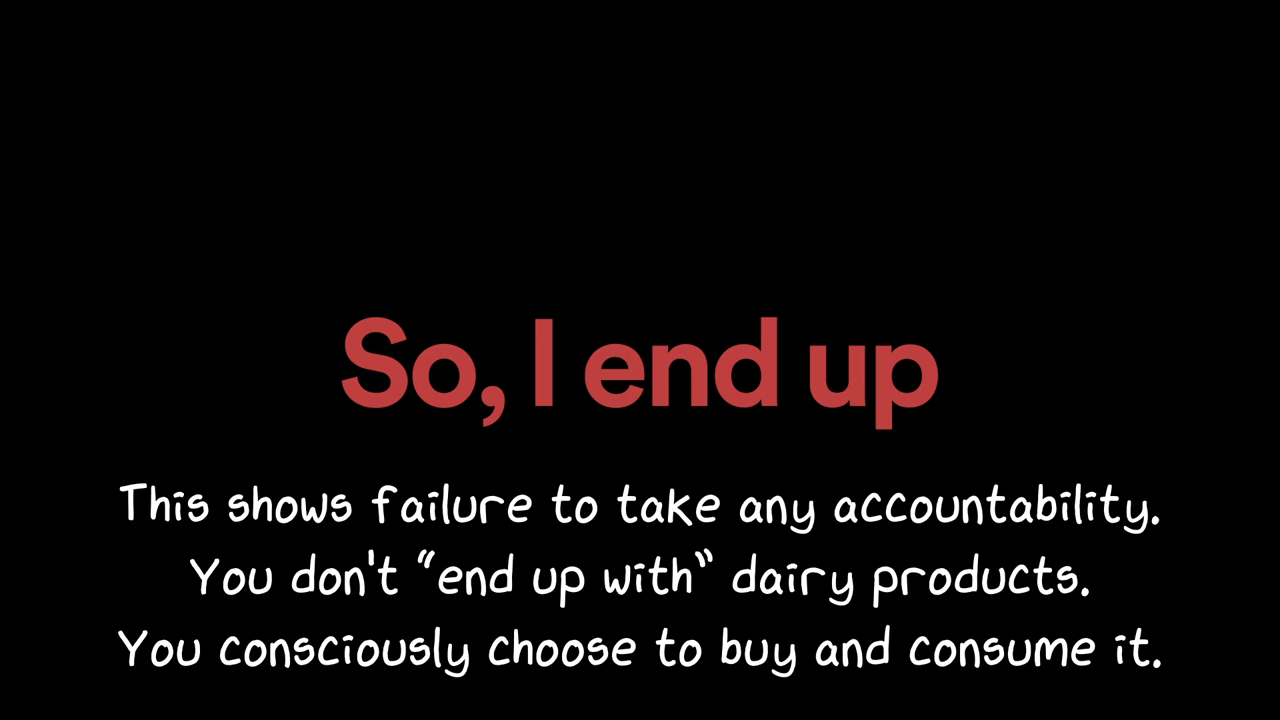 So, I end up
This shows failure to take any accountability.
You don't “end up with” dairy products.
You consciously choose to buy and consume it.